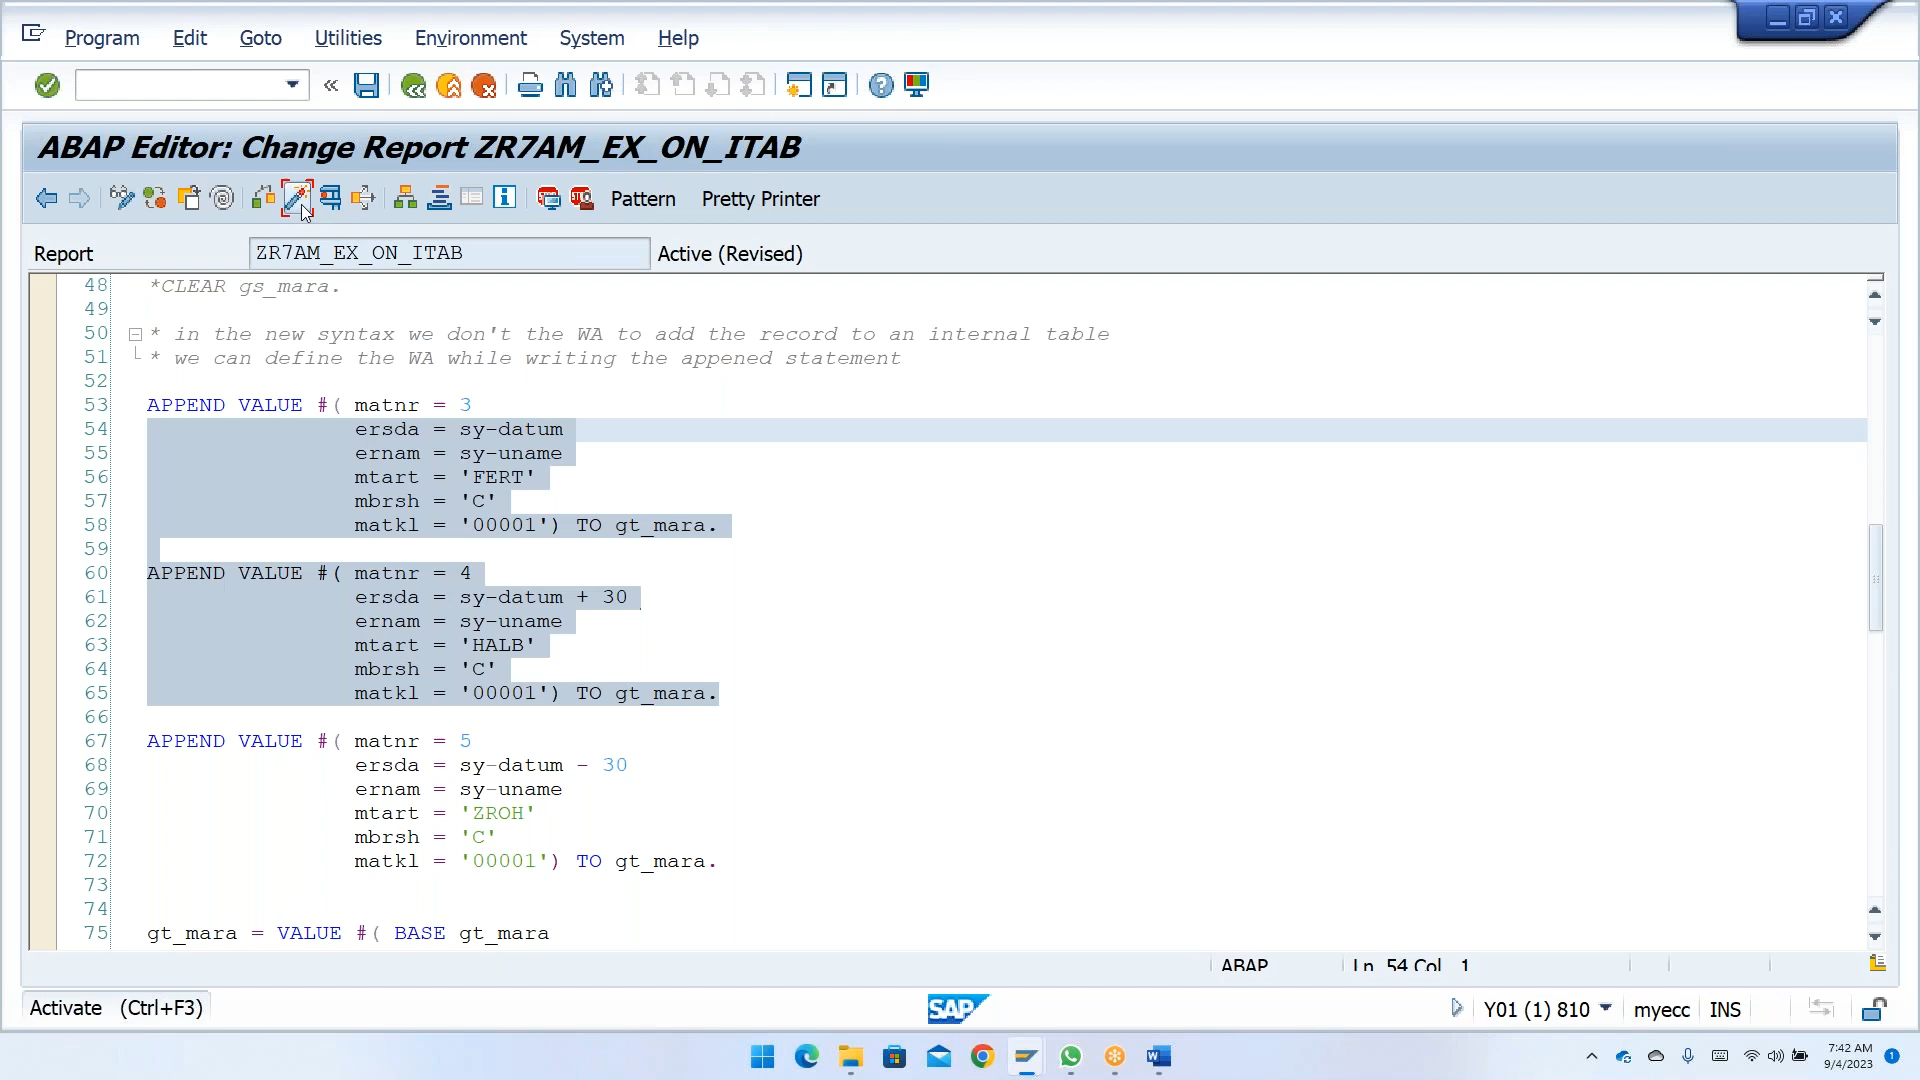 Program Edit Goto Utilities Environment System Help
ABAP Editor: Change Report ZR7AM_EX_ON_ITAB
Pattern Pretty Printer
Report ZR7AM_EX_ON_ITAB Active (Revised)
48 *CLEAR gs_mara.
49
50 * in the new syntax we don't the WA to add the record to an internal table
51 * we can define the WA while writing the appened statement
52
53 APPEND VALUE #( matnr = 3
54 ersda = sy-datum
55 ernam = sy-uname
56 mtart = 'FERT'
57 mbrsh = 'C'
58 matkl = '00001') TO gt_mara.
59
60 APPEND VALUE #( matnr = 4
61 ersda = sy-datum + 30
62 ernam = sy-uname
63 mtart = 'HALB'
64 mbrsh = 'C'
65 matkl = '00001') TO gt_mara.
66
67 APPEND VALUE #( matnr = 5
68 ersda = sy-datum - 30
69 ernam = sy-uname
70 mtart = 'ZROH'
71 mbrsh = 'C'
72 matkl = '00001') TO gt_mara.
73
74
75 gt_mara = VALUE #( BASE gt_mara
ABAP Ln 54 Col 1
Activate (Ctrl+F3) SAP Y01 (1) 810 myecc INS
7:42 AM
9/4/2023 1